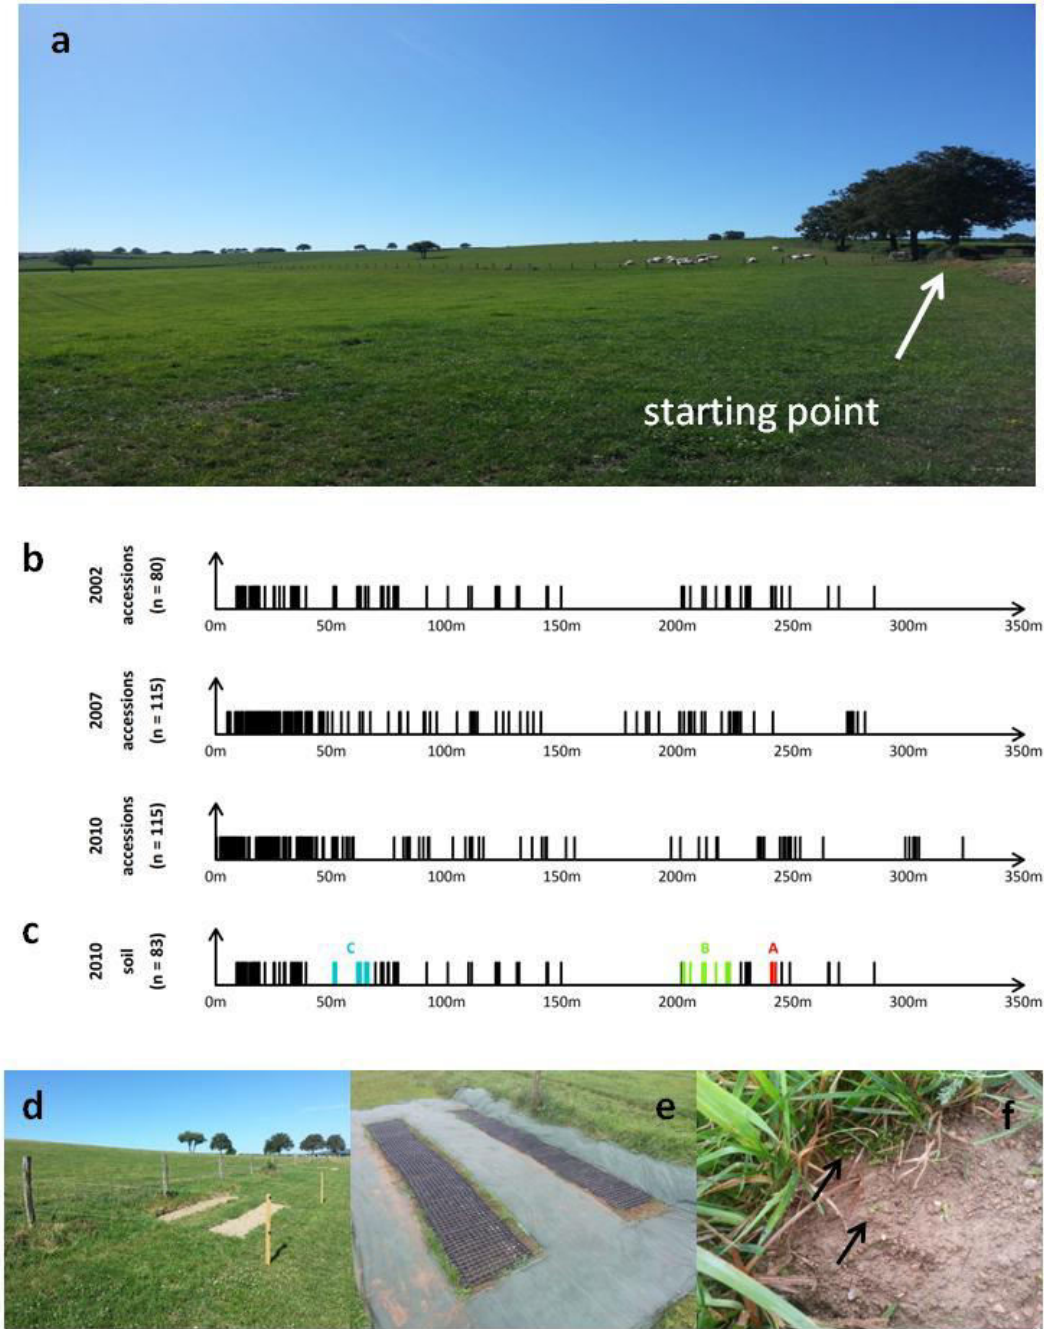 a
starting point
b
2002
accessions
(n = 80)
0m 50m 100m 150m 200m 250m 300m 350m
2007
accessions
(n = 115)
0m 50m 100m 150m 200m 250m 300m 350m
2010
accessions
(n = 115)
0m 50m 100m 150m 200m 250m 300m 350m
c
2010
soil
(n = 83)
C B A
0m 50m 100m 150m 200m 250m 300m 350m
d e f